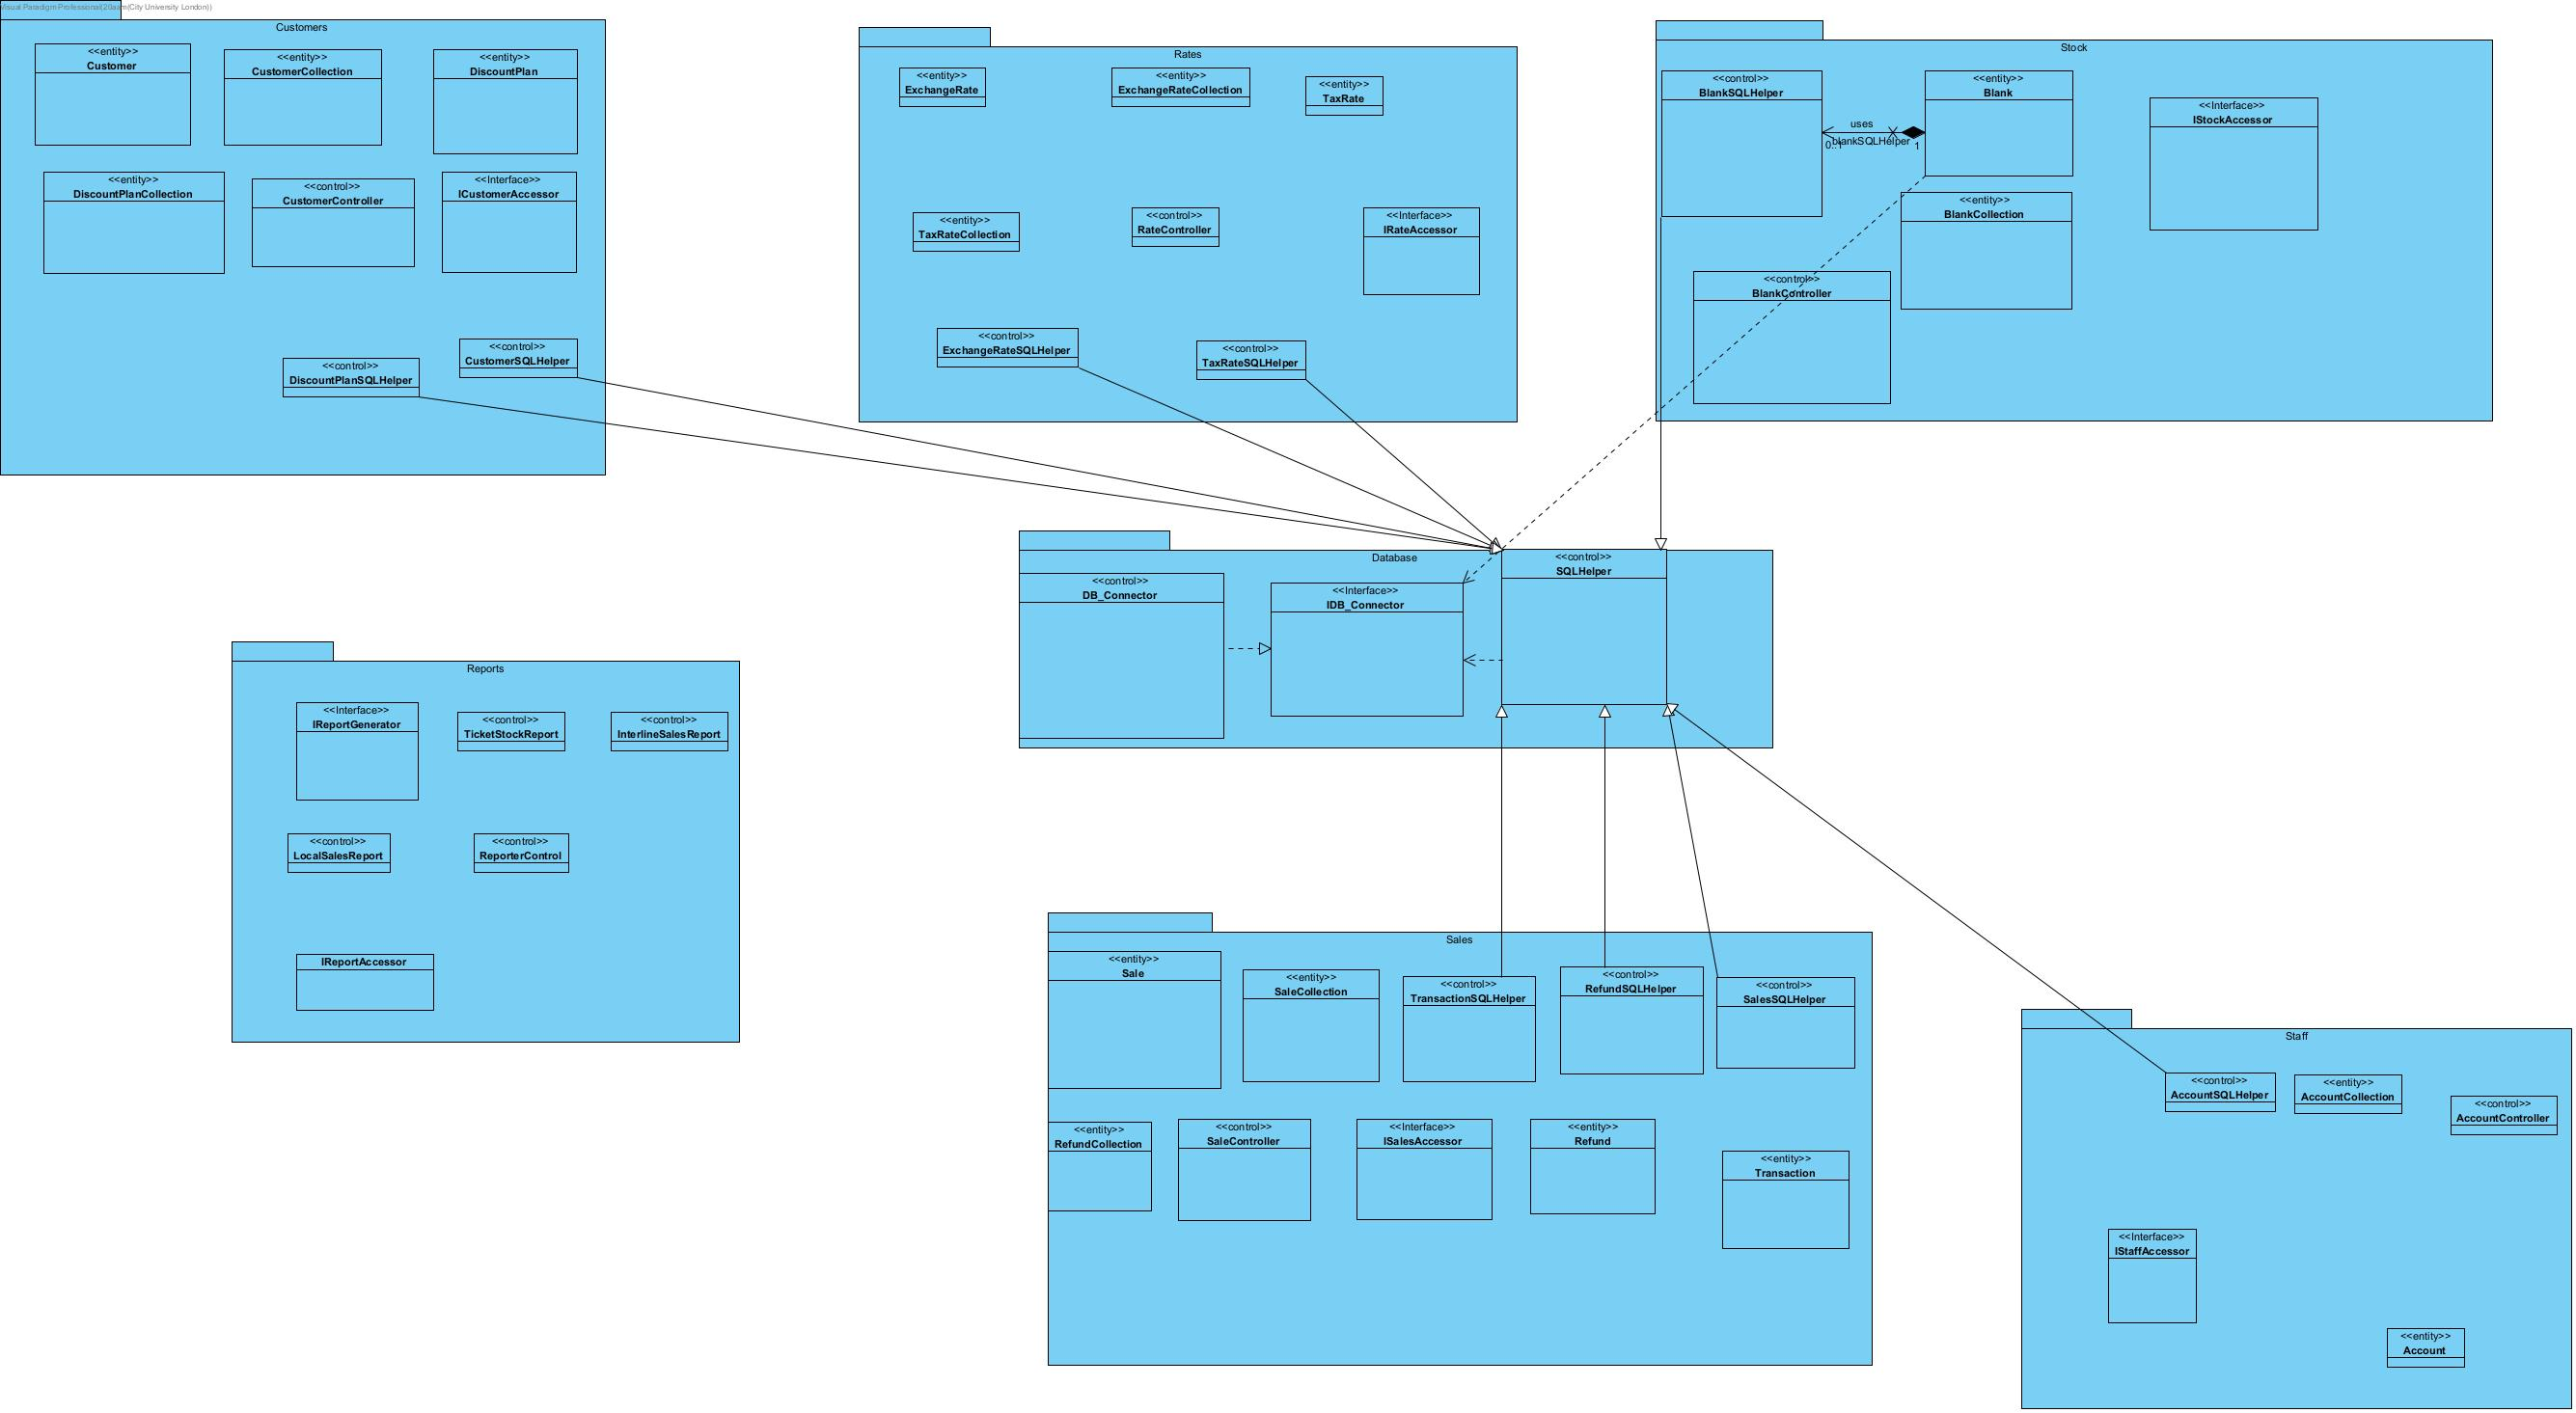 Visual Paradigm Professional(20aam(City University London))
Customers
<<entity>>
Customer
<<entity>>
CustomerCollection
<<entity>>
DiscountPlan
<<entity>>
DiscountPlanCollection
<<control>>
CustomerController
<<Interface>>
ICustomerAccessor
<<control>>
DiscountPlanSQLHelper
<<control>>
CustomerSQLHelper
Rates
<<entity>>
ExchangeRate
<<entity>>
ExchangeRateCollection
<<entity>>
TaxRate
<<entity>>
TaxRateCollection
<<control>>
RateController
<<Interface>>
IRateAccessor
<<control>>
ExchangeRateSQLHelper
<<control>>
TaxRateSQLHelper
Stock
<<control>>
BlankSQLHelper
uses
0..1
blankSQLHelper
1
<<entity>>
Blank
<<Interface>>
IStockAccessor
<<entity>>
BlankCollection
<<control>>
BlankController
Database
<<control>>
DB_Connector
<<Interface>>
IDB_Connector
<<control>>
SQLHelper
Reports
<<Interface>>
IReportGenerator
<<control>>
TicketStockReport
<<control>>
InterlineSalesReport
<<control>>
LocalSalesReport
<<control>>
ReporterControl
IReportAccessor
Sales
<<entity>>
Sale
<<entity>>
SaleCollection
<<control>>
TransactionSQLHelper
<<control>>
RefundSQLHelper
<<control>>
SalesSQLHelper
<<entity>>
RefundCollection
<<control>>
SaleController
<<Interface>>
ISalesAccessor
<<entity>>
Refund
<<entity>>
Transaction
Staff
<<control>>
AccountSQLHelper
<<entity>>
AccountCollection
<<control>>
AccountController
<<Interface>>
IStaffAccessor
<<entity>>
Account